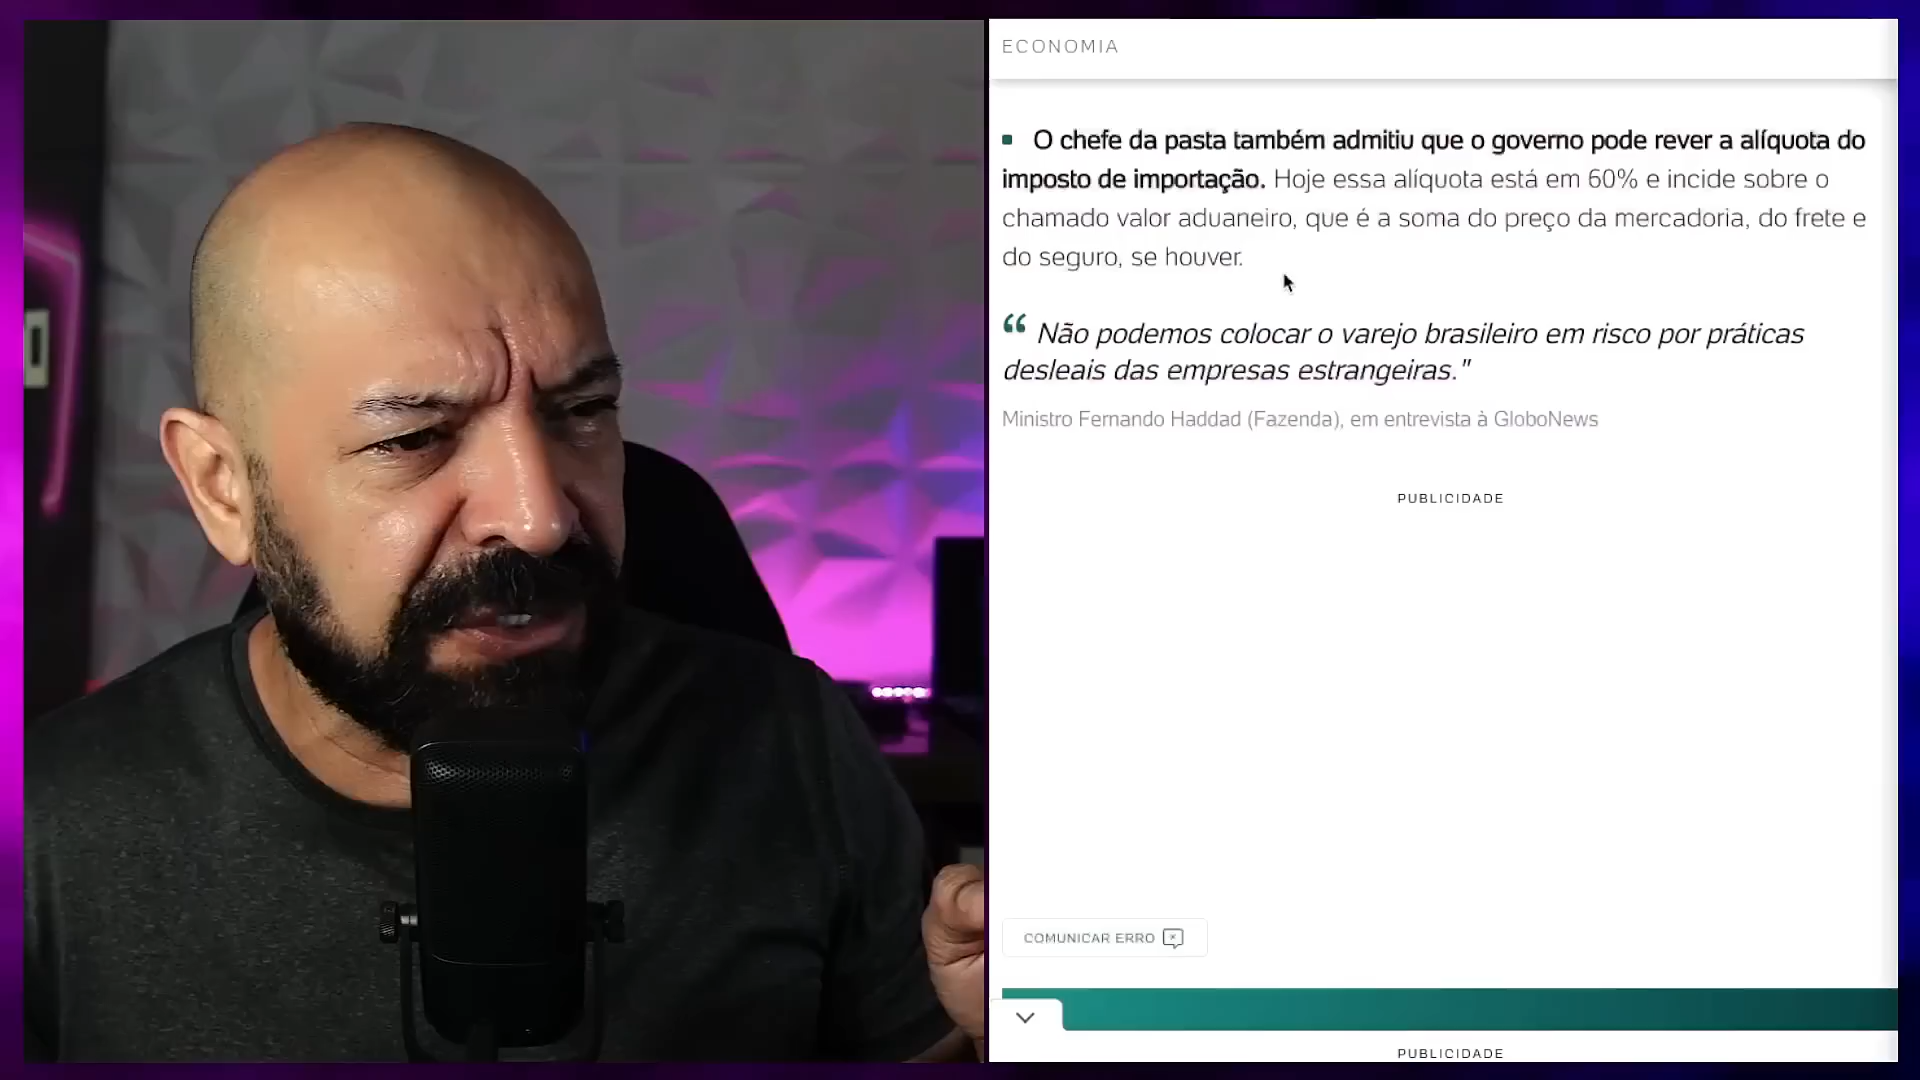 ECONOMIA
O chefe da pasta também admitiu que o governo pode rever a alíquota do
imposto de importação. Hoje essa alíquota está em 60% e incide sobre o
chamado valor aduaneiro, que é a soma do preço da mercadoria, do frete e
do seguro, se houver.
“ Não podemos colocar o varejo brasileiro em risco por práticas
desleais das empresas estrangeiras."
Ministro Fernando Haddad (Fazenda), em entrevista à GloboNews
PUBLICIDADE
COMUNICAR ERRO
PUBLICIDADE